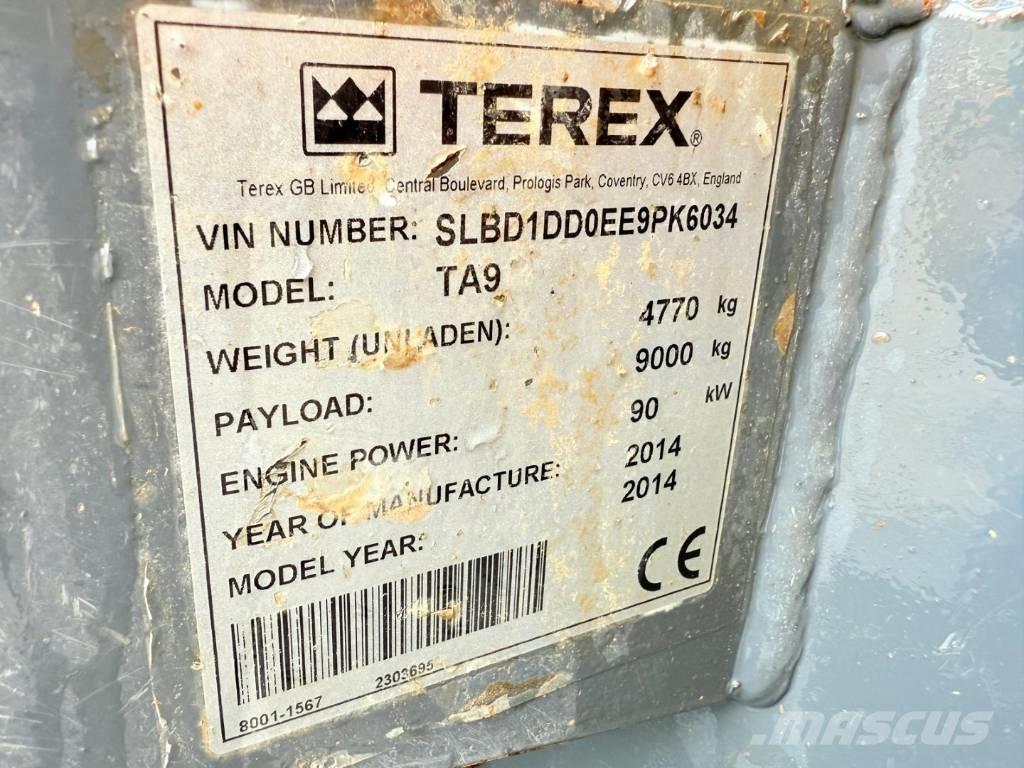 TEREX®
Terex GB Limited, Central Boulevard, Prologis Park, Coventry, CV6 4BX, England
VIN NUMBER: SLBD1DD0EE9PK6034
MODEL: TA9
WEIGHT (UNLADEN): 4770 kg
PAYLOAD: 9000 kg
ENGINE POWER: 90 kW
YEAR OF MANUFACTURE: 2014
MODEL YEAR: 2014
CE
8001-1567 2303695
MASCUS